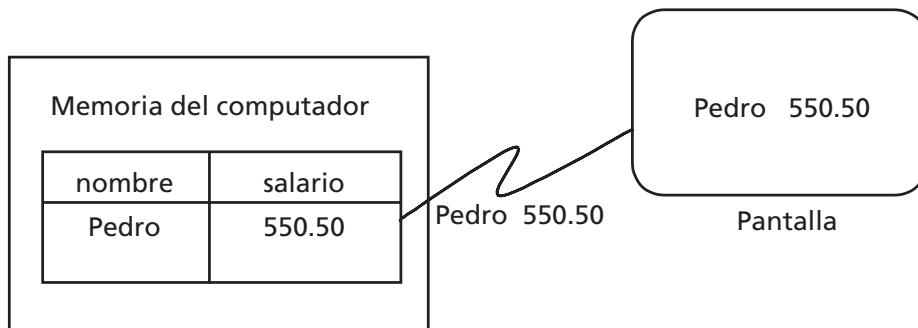 Memoria del computador
nombre salario
Pedro 550.50
Pedro 550.50
Pedro 550.50
Pantalla